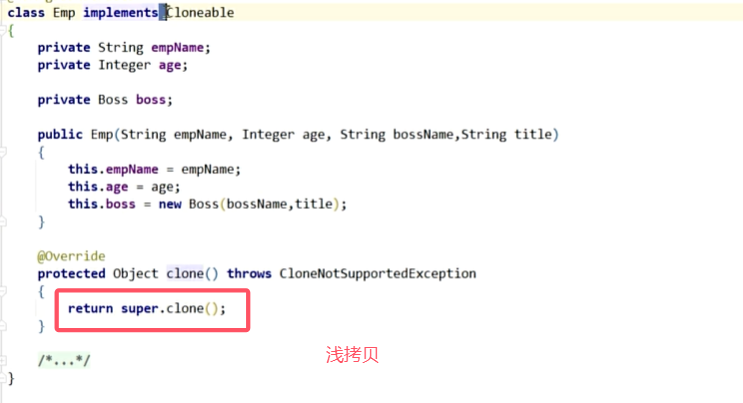 class Emp implements Cloneable
{
private String empName;
private Integer age;
private Boss boss;
public Emp(String empName, Integer age, String bossName,String title)
{
this.empName = empName;
this.age = age;
this.boss = new Boss(bossName,title);
}
@Override
protected Object clone() throws CloneNotSupportedException
{
return super.clone();
}
浅拷贝
/*...*/
}